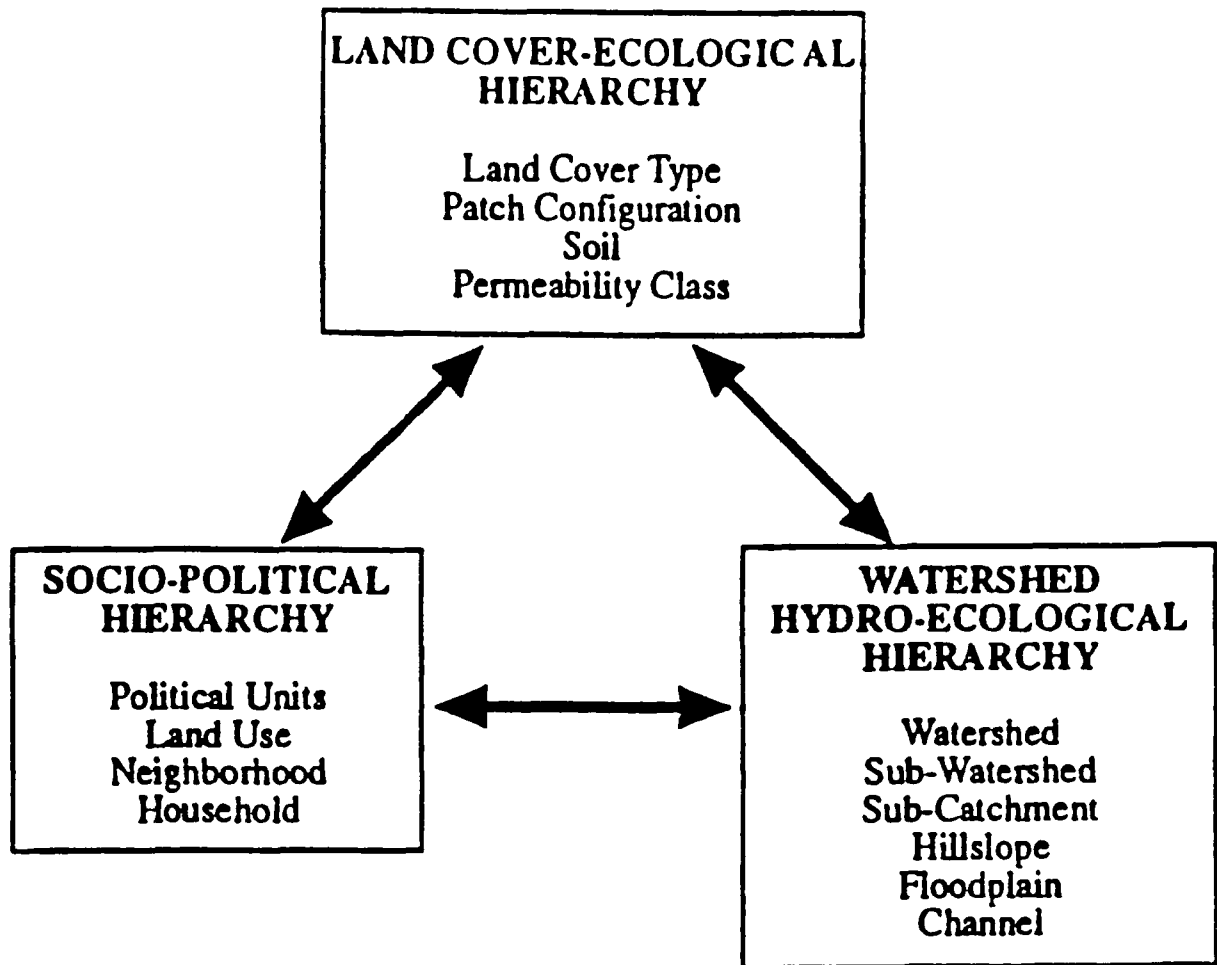 LAND COVER-ECOLOGICAL
HIERARCHY
Land Cover Type
Patch Configuration
Soil
Permeability Class
SOCIO-POLITICAL
HIERARCHY
Political Units
Land Use
Neighborhood
Household
WATERSHED
HYDRO-ECOLOGICAL
HIERARCHY
Watershed
Sub-Watershed
Sub-Catchment
Hillslope
Floodplain
Channel